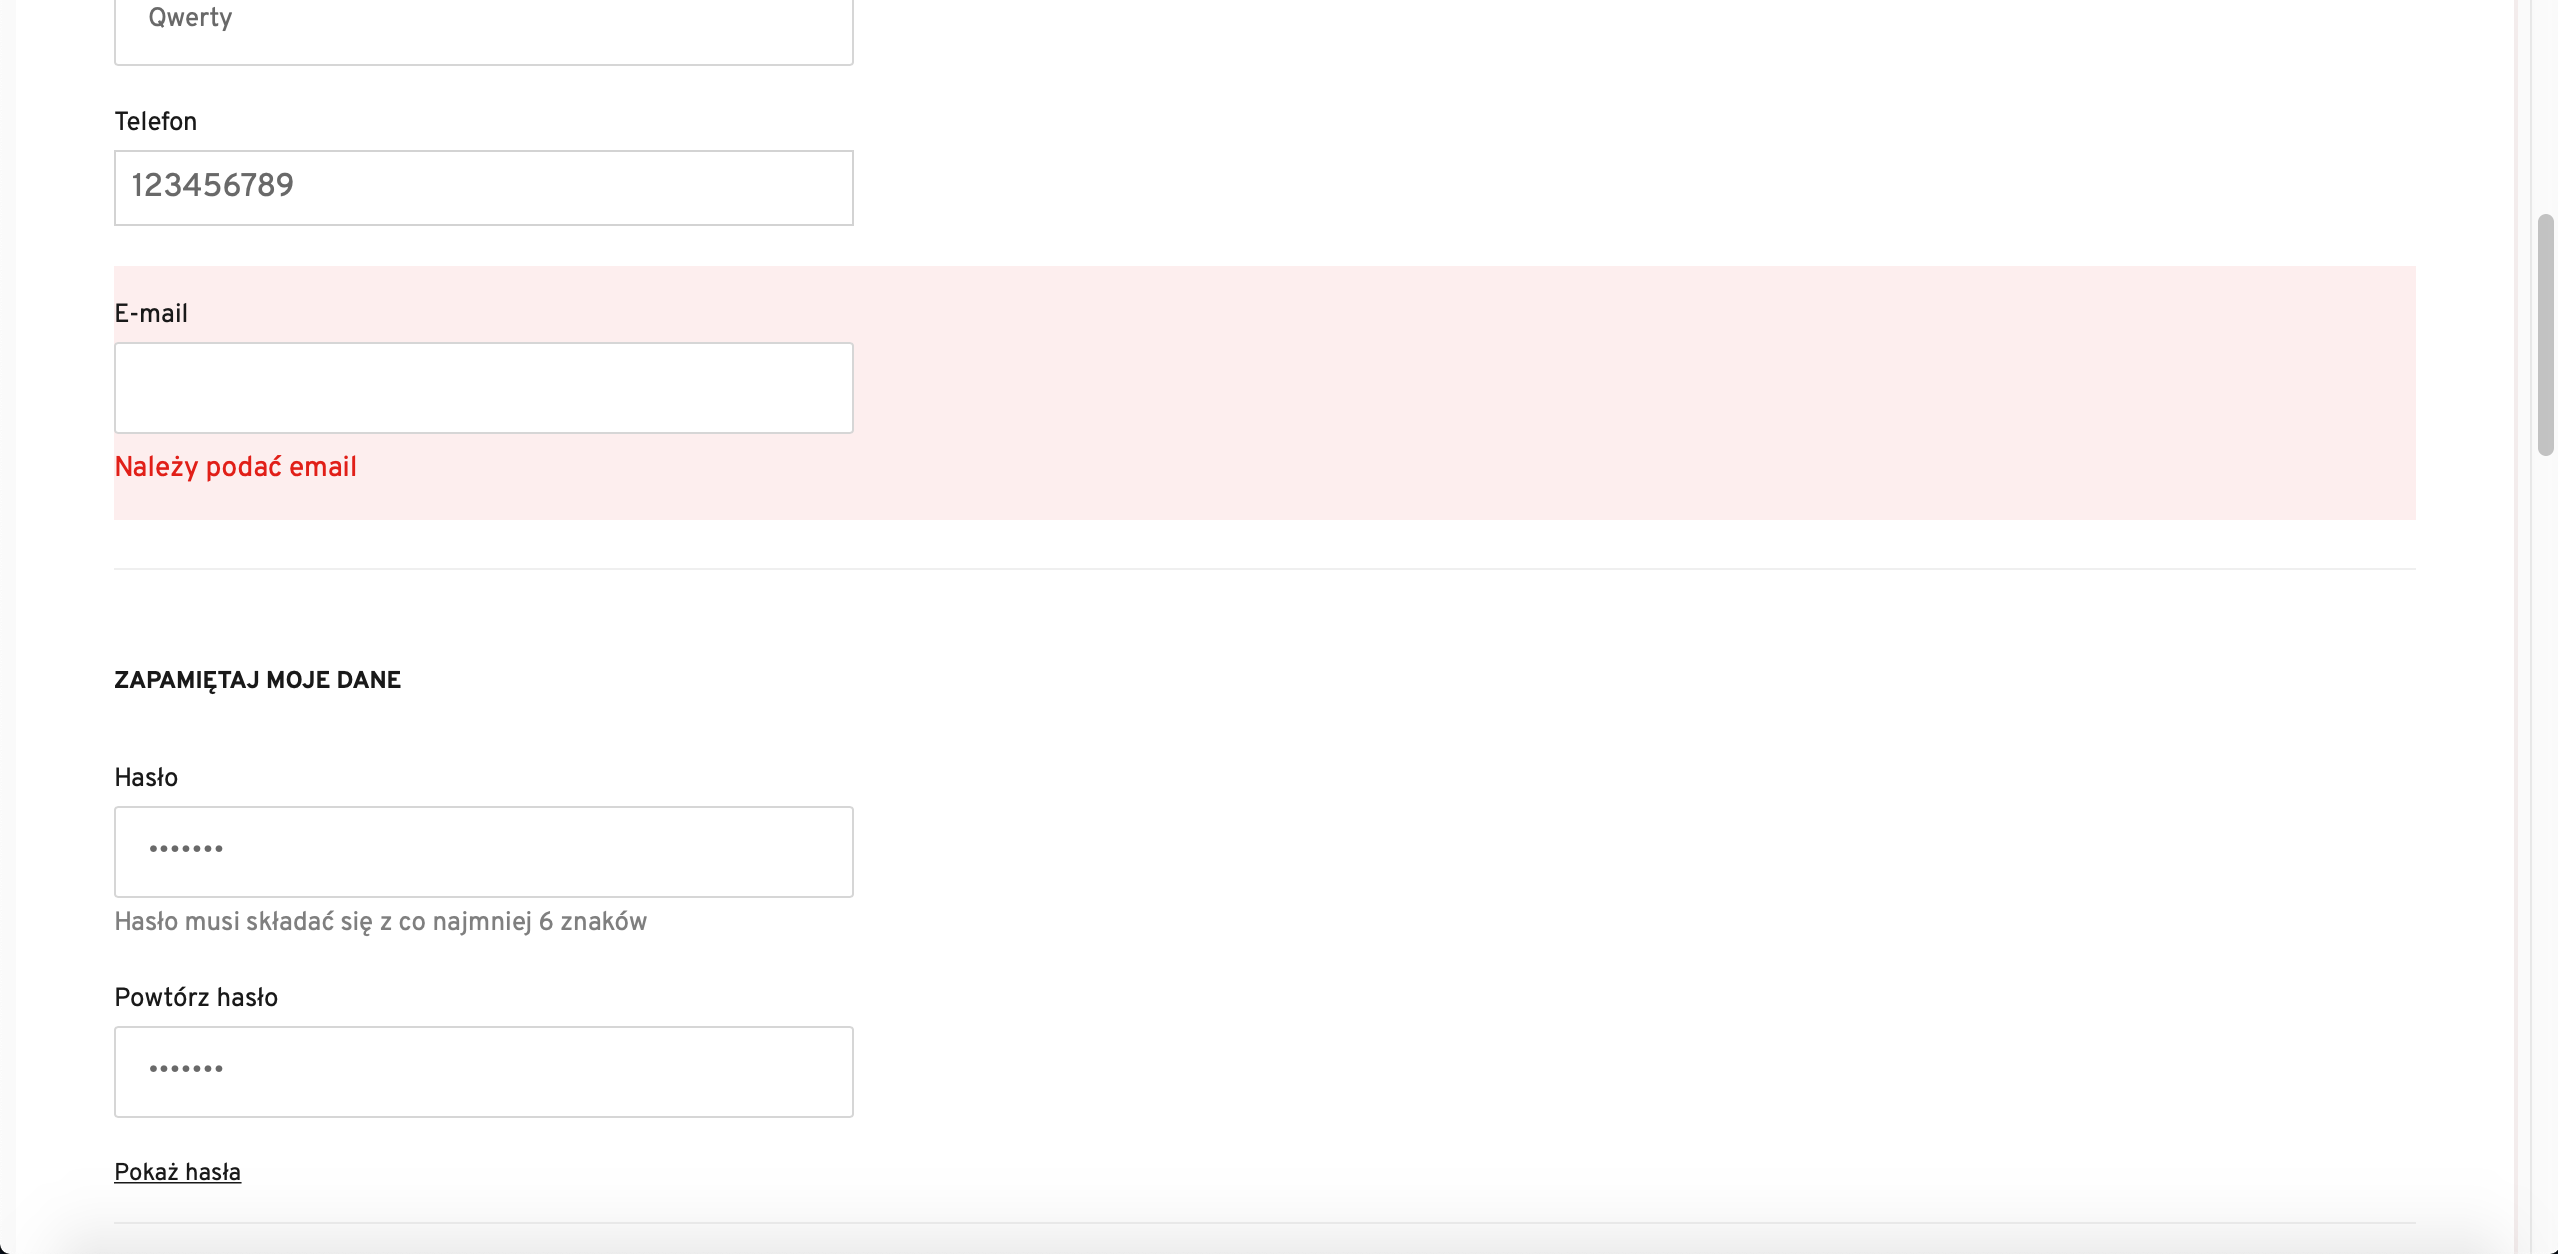 Qwerty
Telefon
123456789
E-mail
Należy podać email
ZAPAMIĘTAJ MOJE DANE
Hasło
•••••••
Hasło musi składać się z co najmniej 6 znaków
Powtórz hasło
•••••••
Pokaż hasła